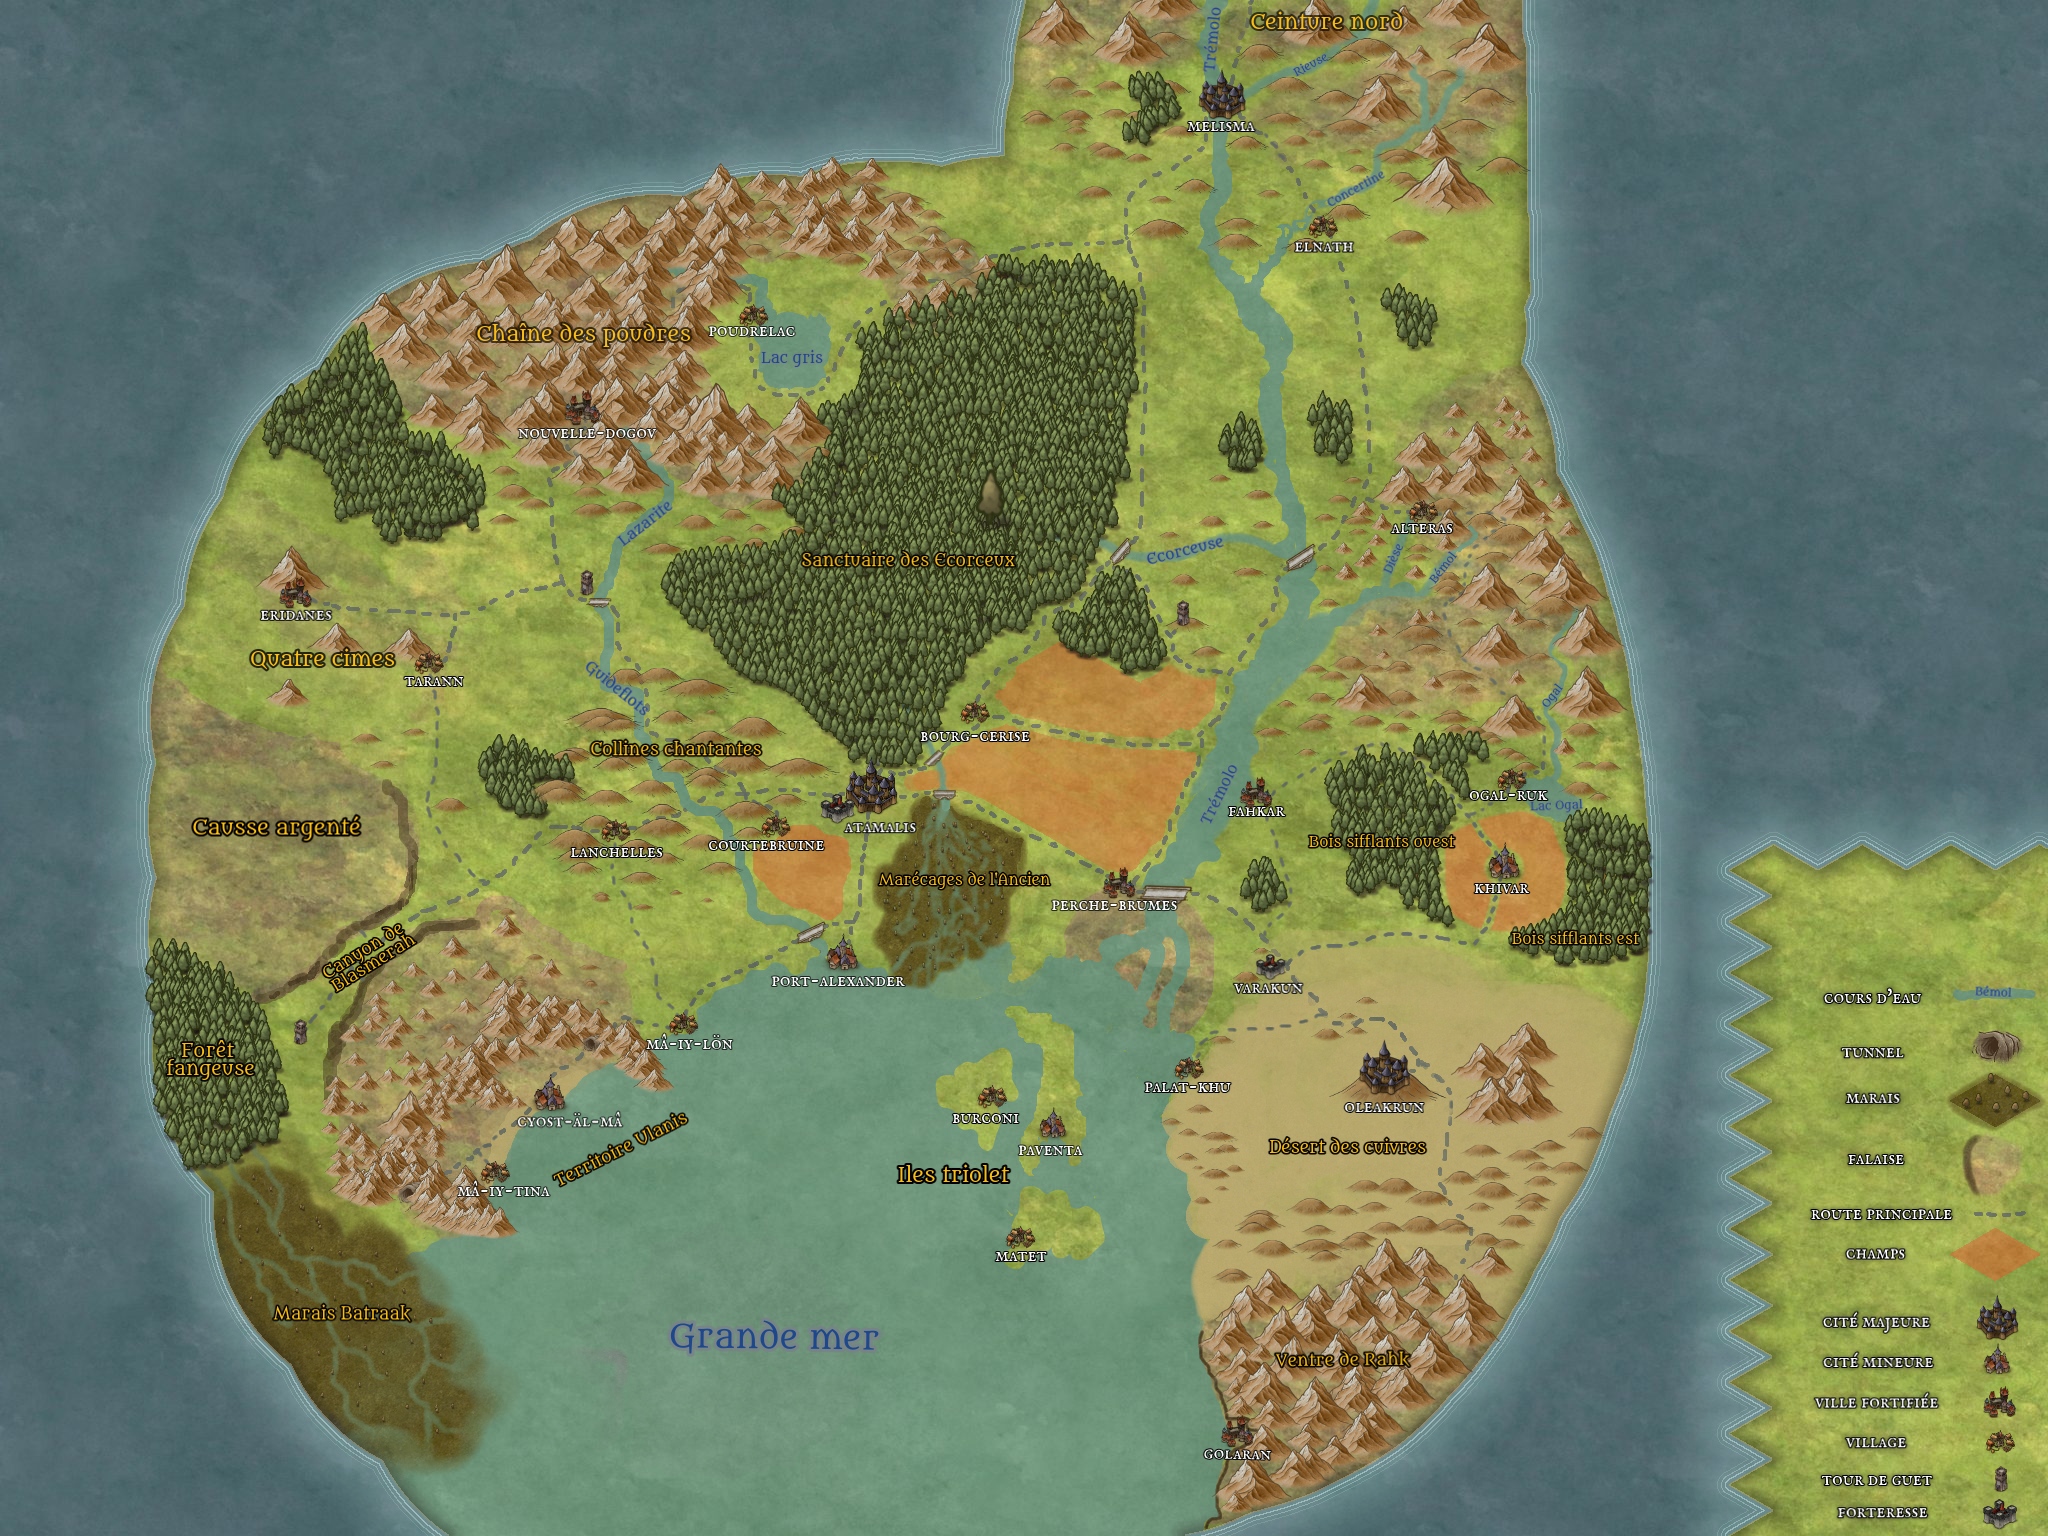 Ceinture nord
Trémolo
Rieuse
MELISMA
Concertine
ELNATH
Chaîne des poudres
POUDRELAC
Lac gris
NOUVELLE-DOGOV
Lazarite
Sanctuaire des Ecorceux
Ecorceuse
ALTERAS
Dièse
Bémol
ERIDANES
Quatre cimes
TARANN
Guideflots
Ogal
Collines chantantes
BOURG-CERISE
Trémolo
FAHKAR
OGAL-RUK
Lac Ogal
ATAMALIS
Causse argenté
LANCHELLES
COURTEBRUINE
Bois sifflants ouest
Marécages de l'Ancien
KHIVAR
PERCHE-BRUMES
Bois sifflants est
Canyon de
Blasmerah
PORT-ALEXANDER
VARAKUN
MÂ-IY-LÖN
Forêt
fangeuse
PALAT-KHU
OLEAKRUN
CYOST-ÄL-MÂ
BURGONI
PAVENTA
Territoire Vlanis
Désert des cuivres
Iles triolet
MÂ-IY-TINA
MATET
Marais Batraak
Grande mer
Ventre de Rahk
GOLARAN
COURS D'EAU
Bémol
TUNNEL
MARAIS
FALAISE
ROUTE PRINCIPALE
CHAMPS
CITÉ MAJEURE
CITÉ MINEURE
VILLE FORTIFIÉE
VILLAGE
TOUR DE GUET
FORTERESSE